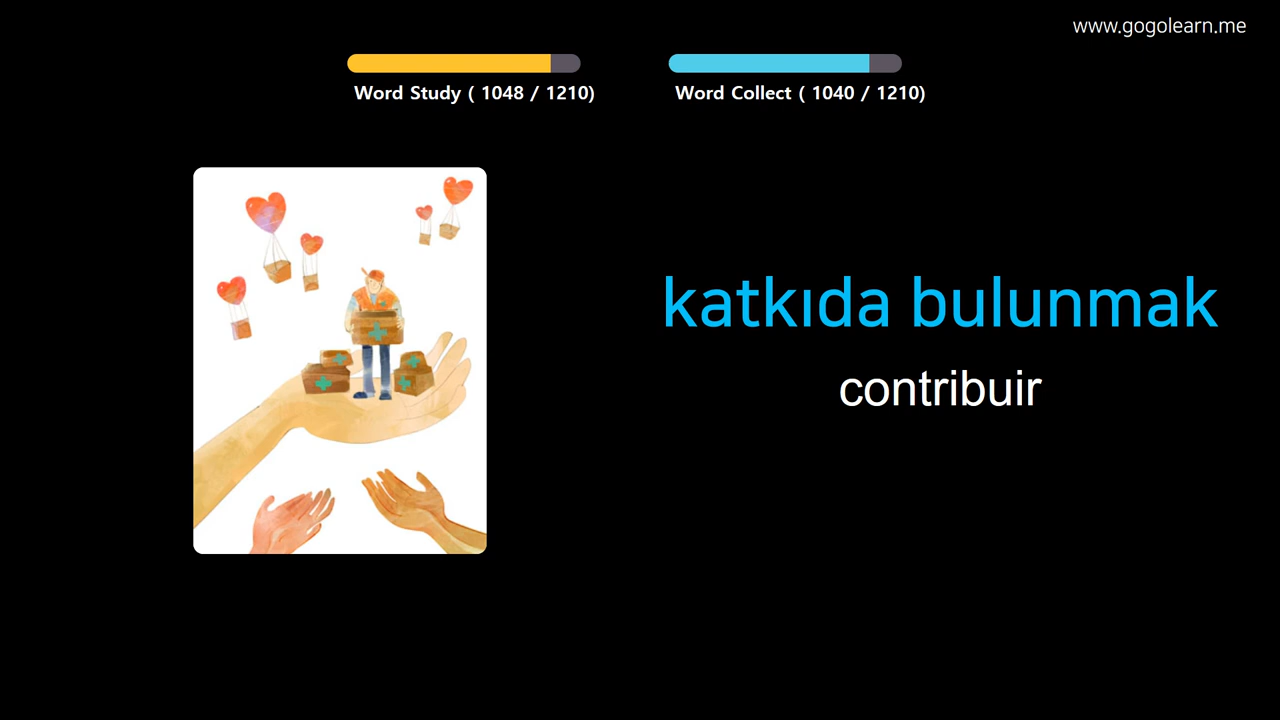 www.gogolearn.me
Word Study ( 1048 / 1210)
Word Collect ( 1040 / 1210)
katkıda bulunmak
contribuir